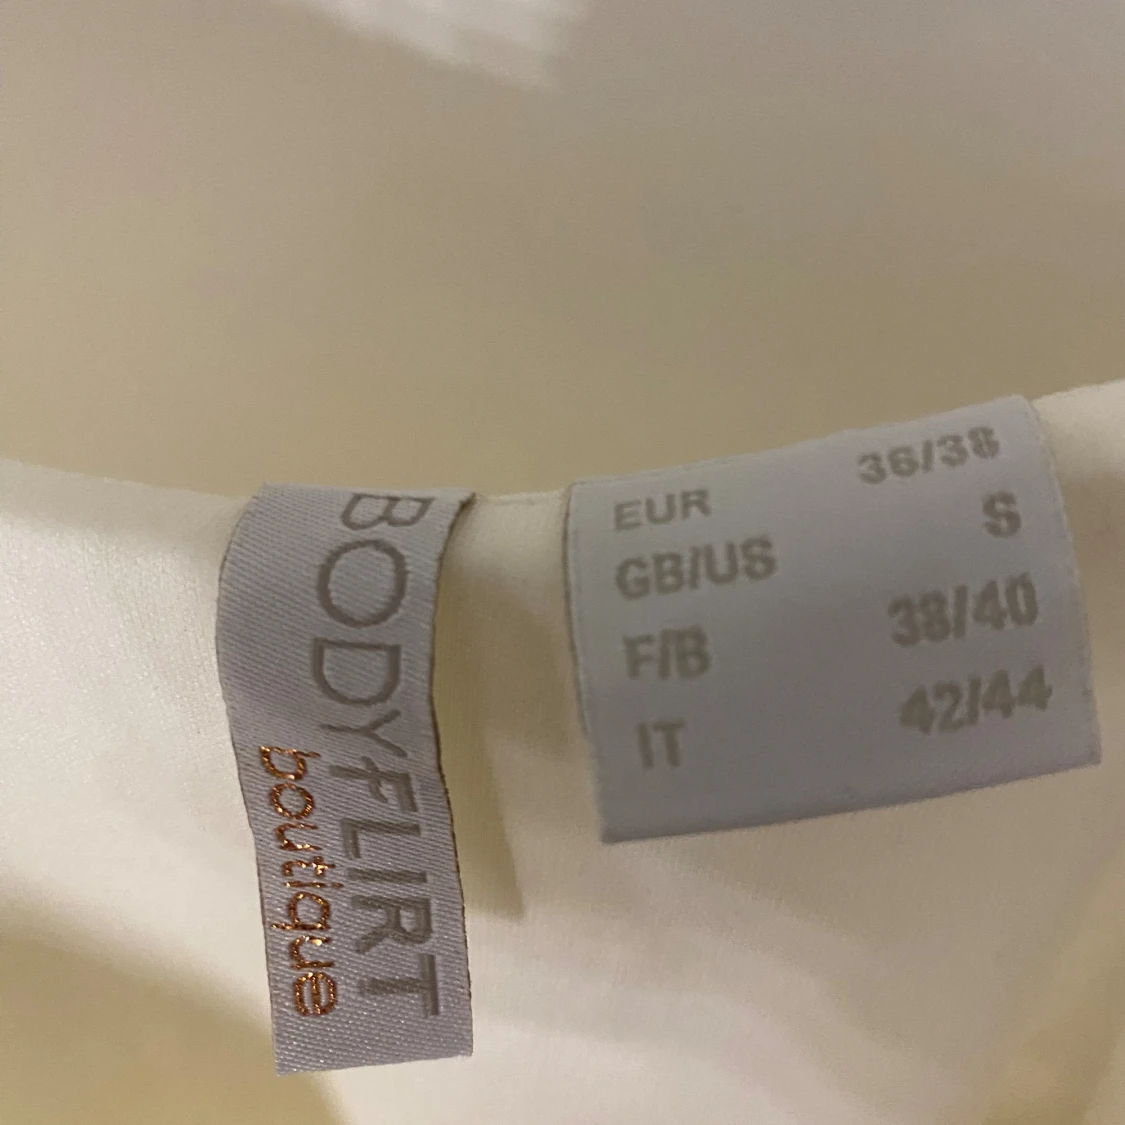 BODYFLIRT
boutique
EUR 36/38
GB/US S
F/B 38/40
IT 42/44